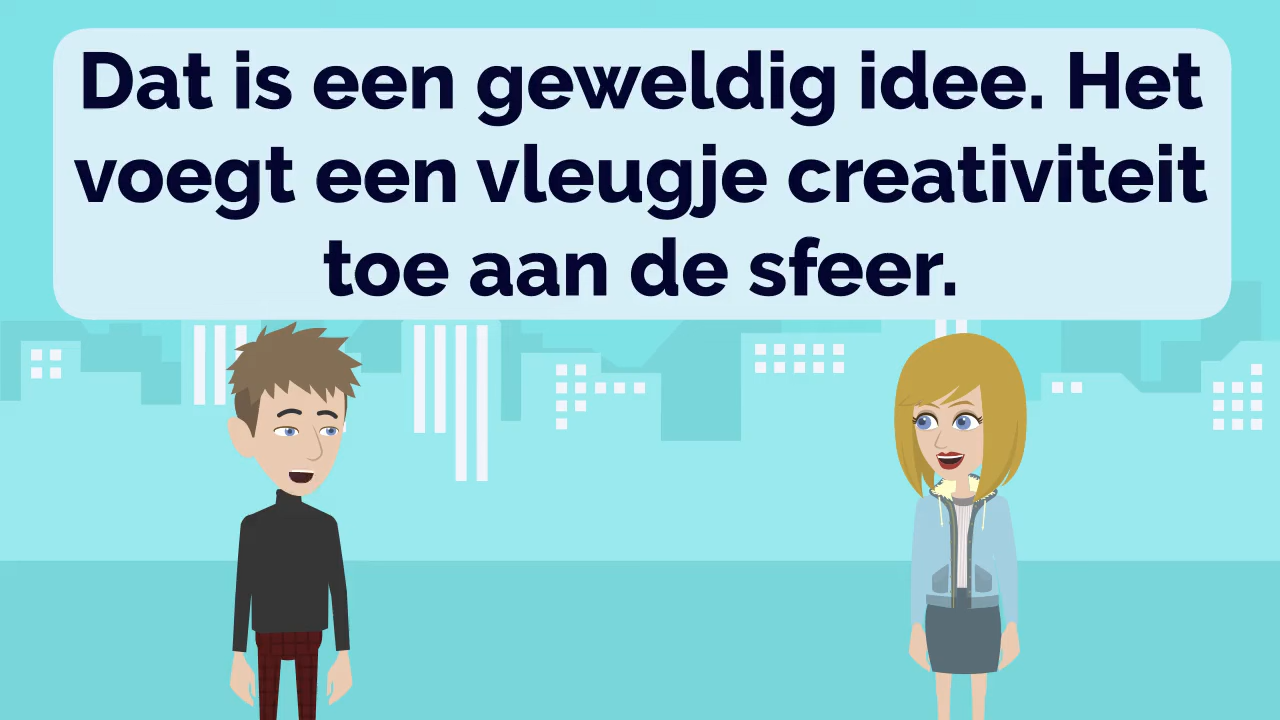 Dat is een geweldig idee. Het
voegt een vleugje creativiteit
toe aan de sfeer.